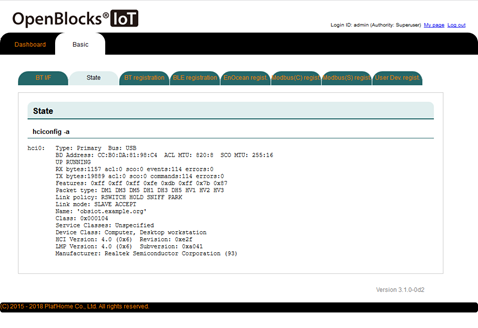 OpenBlocks® IoT
Login ID: admin (Authority: Superuser) My page Log out
Dashboard Basic
BT I/F State BT registration BLE registration EnOcean regist. Modbus(C) regist Modbus(S) regist User Dev regist.
State
hciconfig -a
hci0: Type: Primary Bus: USB
BD Address: CC:B0:DA:81:98:C4 ACL MTU: 820:8 SCO MTU: 255:16
UP RUNNING
RX bytes:1157 acl:0 sco:0 events:114 errors:0
TX bytes:19889 acl:0 sco:0 commands:114 errors:0
Features: 0xff 0xff 0xff 0xfe 0xdb 0xff 0x7b 0x87
Packet type: DM1 DM3 DM5 DH1 DH3 DH5 HV1 HV2 HV3
Link policy: RSWITCH HOLD SNIFF PARK
Link mode: SLAVE ACCEPT
Name: 'obsiot.example.org'
Class: 0x000104
Service Classes: Unspecified
Device Class: Computer, Desktop workstation
HCI Version: 4.0 (0x6) Revision: 0xe2f
LMP Version: 4.0 (0x6) Subversion: 0xa041
Manufacturer: Realtek Semiconductor Corporation (93)
Version 3.1.0-0d2
(C) 2015 - 2018 Plat'Home Co., Ltd. All rights reserved.